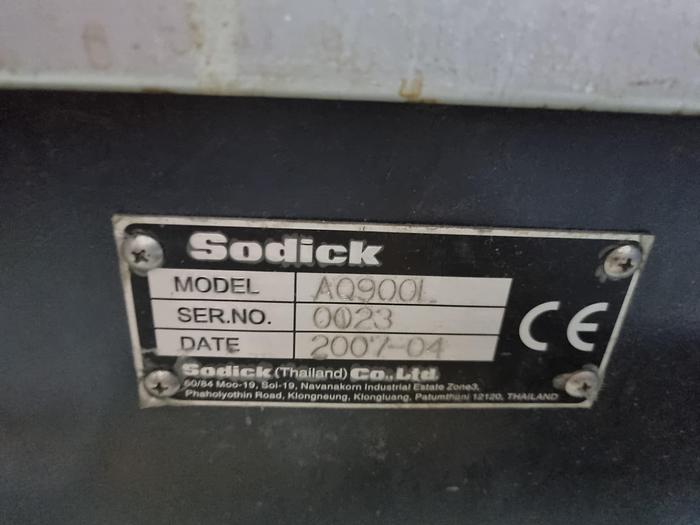 Sodick
MODEL AQ900L
SER.NO. 0023
DATE 2007-04
CE
Sodick (Thailand) Co.,Ltd.
60/84 Moo-19, Soi-19, Navanakorn Industrial Estate Zone3,
Phaholyothin Road, Klongneung, Klongluang, Patumthani 12120, THAILAND